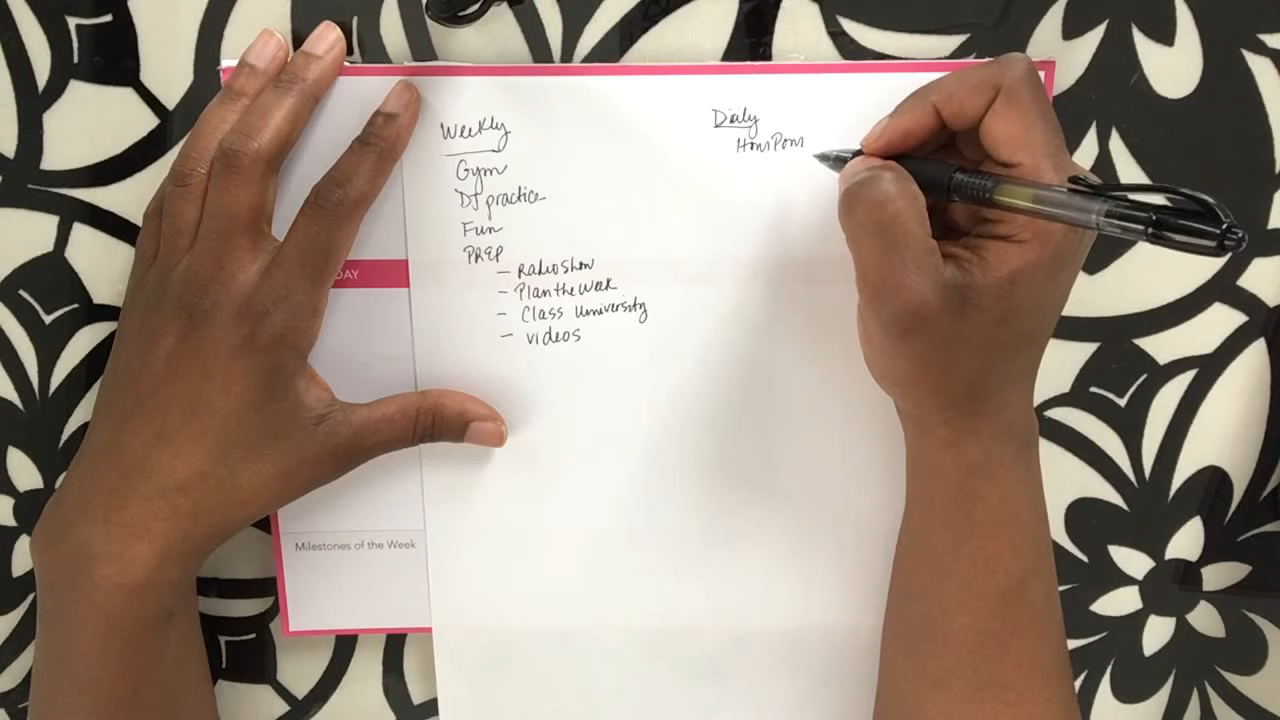 Weekly
Gym
DJ practice
Fun
PREP
- Radio Show
- Plan the Week
- Class University
- videos
Daily
DAY
Milestones of the Week